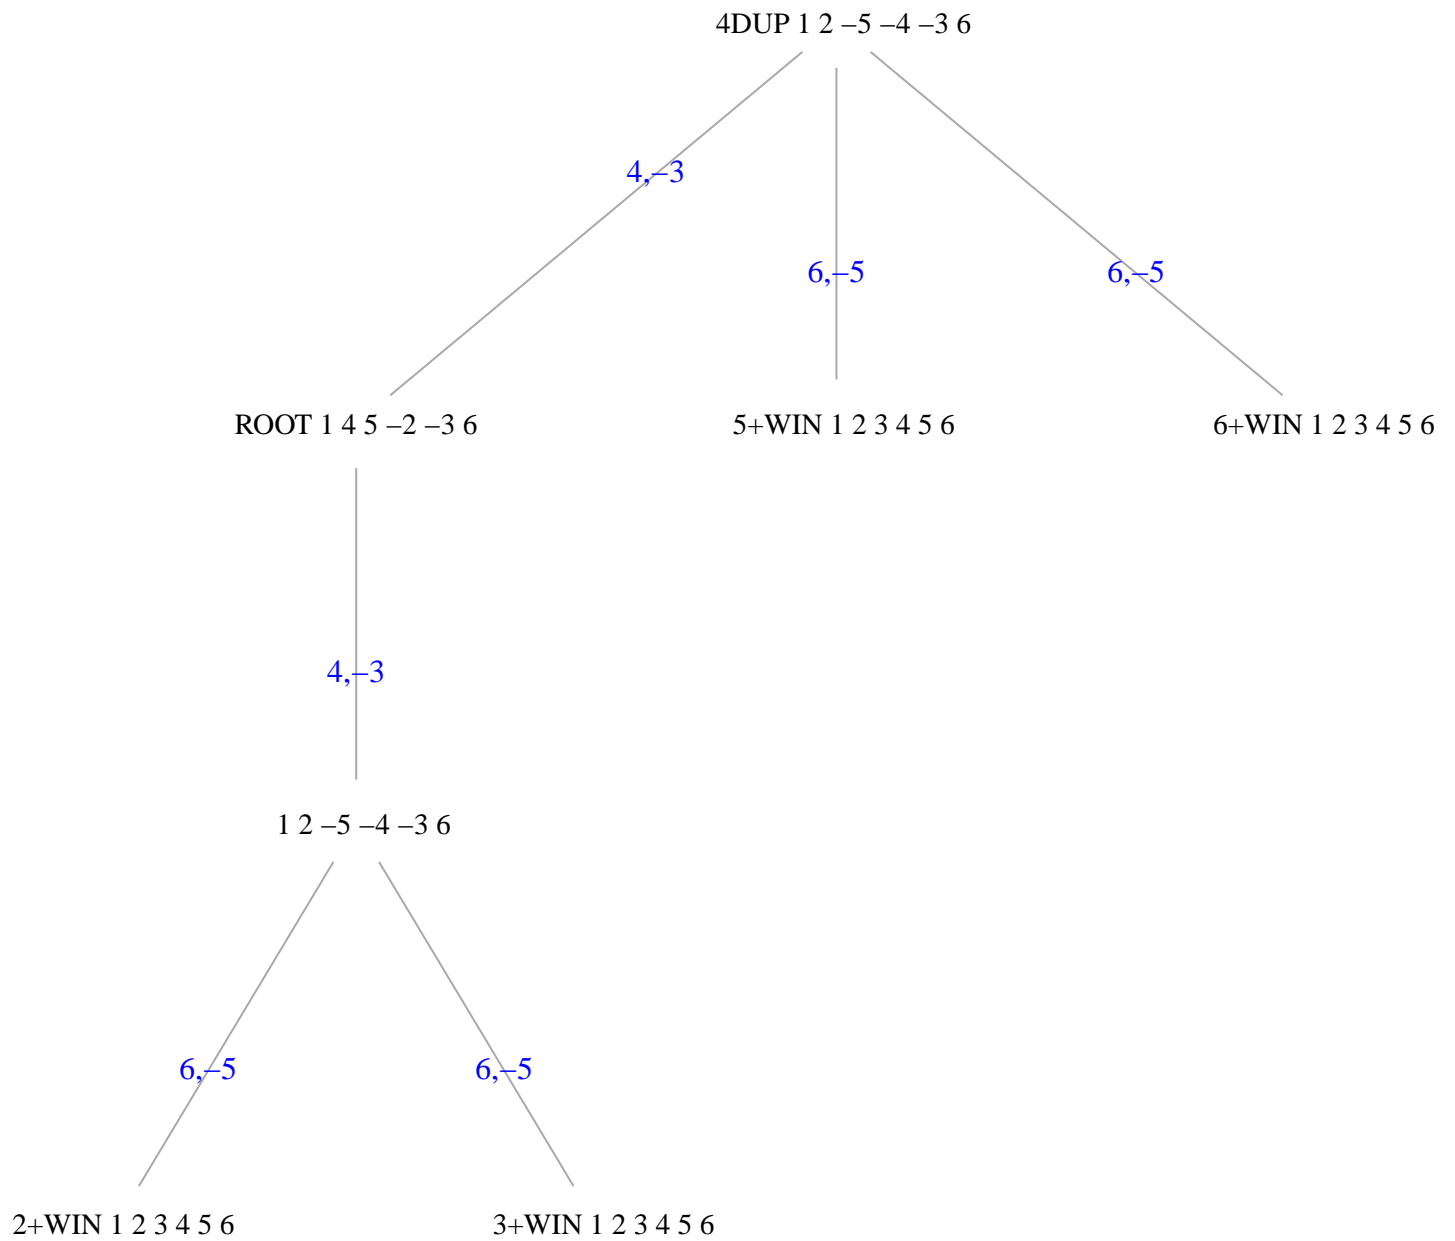 4DUP 1 2 –5 –4 –3 6
4,–3
6,–5
6,–5
ROOT 1 4 5 –2 –3 6
5+WIN 1 2 3 4 5 6
6+WIN 1 2 3 4 5 6
4,–3
1 2 –5 –4 –3 6
6,–5
6,–5
2+WIN 1 2 3 4 5 6
3+WIN 1 2 3 4 5 6